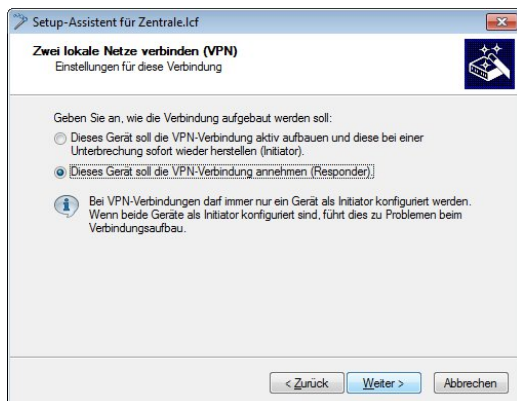 Setup-Assistent für Zentrale.lcf
Zwei lokale Netze verbinden (VPN)
Einstellungen für diese Verbindung
Geben Sie an, wie die Verbindung aufgebaut werden soll:
Dieses Gerät soll die VPN-Verbindung aktiv aufbauen und diese bei einer
Unterbrechung sofort wieder herstellen (Initiator).
Dieses Gerät soll die VPN-Verbindung annehmen (Responder).
Bei VPN-Verbindungen darf immer nur ein Gerät als Initiator konfiguriert werden.
Wenn beide Geräte als Initiator konfiguriert sind, führt dies zu Problemen beim
Verbindungsaufbau.
< Zurück
Weiter >
Abbrechen